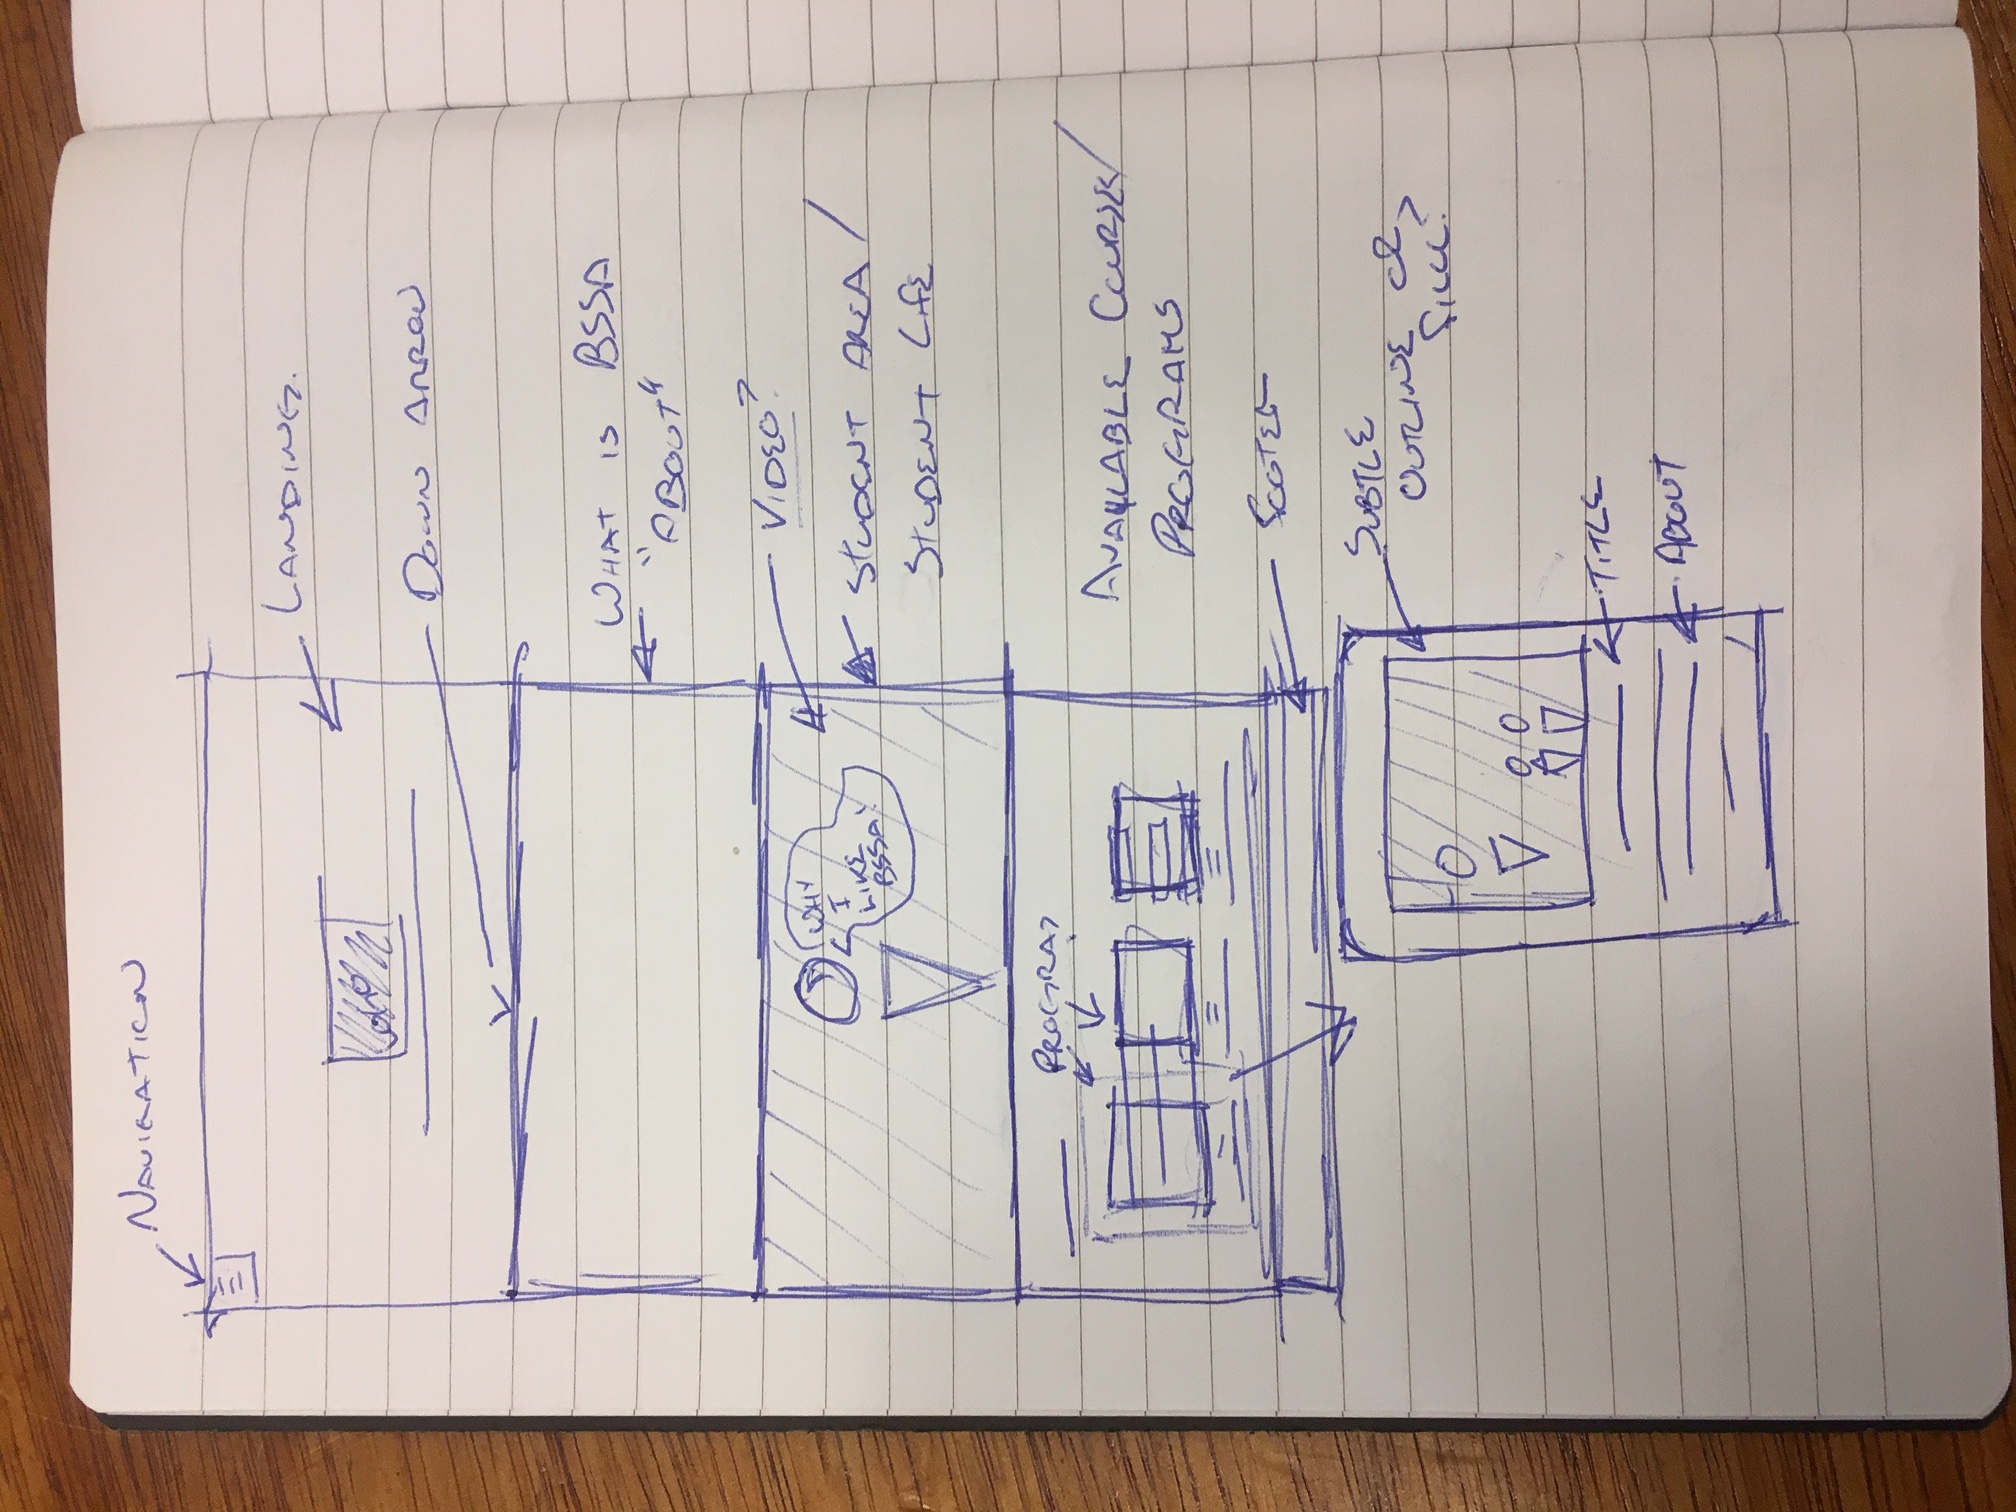 NAVIGATION
LANDING.
LOGO
DOWN ARROW
WHAT IS BSSA
"ABOUT"
VIDEO?
WHY
I
LIKE
BSSA!
STUDENT AREA/
STUDENT LIFE
PROGRAM
AVAILABLE COURSE/
PROGRAMS
FOOTER
SUBTLE
OUTLINE OR
FILL?
TITLE
ABOUT